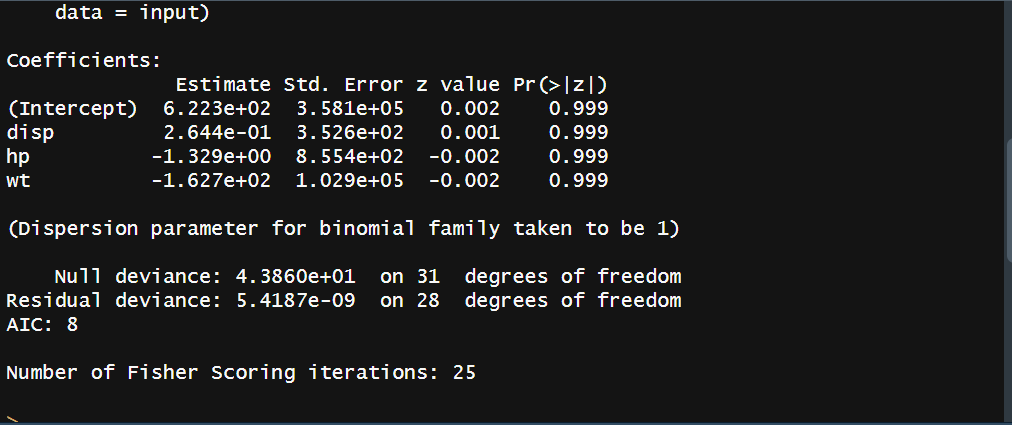 data = input)
Coefficients:
Estimate Std. Error z value Pr(>|z|)
(Intercept) 6.223e+02 3.581e+05 0.002 0.999
disp 2.644e-01 3.526e+02 0.001 0.999
hp -1.329e+00 8.554e+02 -0.002 0.999
wt -1.627e+02 1.029e+05 -0.002 0.999
(Dispersion parameter for binomial family taken to be 1)
Null deviance: 4.3860e+01 on 31 degrees of freedom
Residual deviance: 5.4187e-09 on 28 degrees of freedom
AIC: 8
Number of Fisher Scoring iterations: 25
>